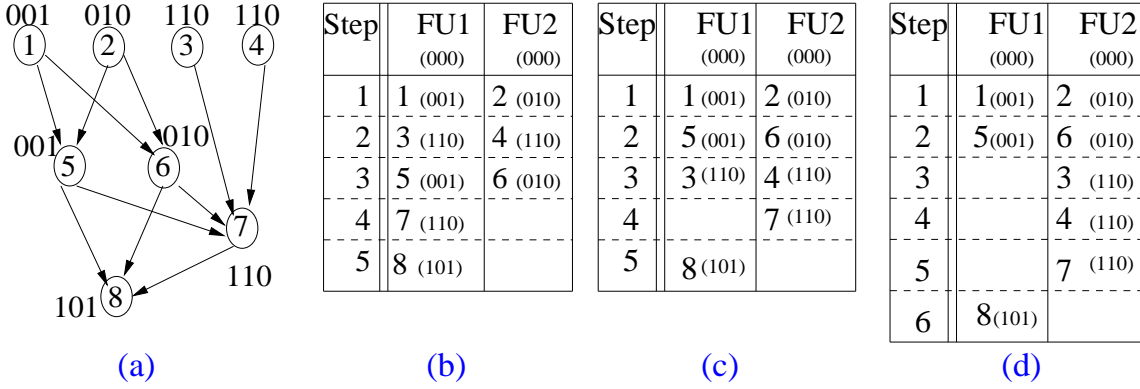 001 010 110 110
1 2 3 4
001 010
5 6
7
110
101 8
(a)
Step FU1 FU2
(000) (000)
1 1 (001) 2 (010)
2 3 (110) 4 (110)
3 5 (001) 6 (010)
4 7 (110)
5 8 (101)
(b)
Step FU1 FU2
(000) (000)
1 1 (001) 2 (010)
2 5 (001) 6 (010)
3 3 (110) 4 (110)
4 7 (110)
5 8 (101)
(c)
Step FU1 FU2
(000) (000)
1 1 (001) 2 (010)
2 5 (001) 6 (010)
3 3 (110)
4 4 (110)
5 7 (110)
6 8 (101)
(d)